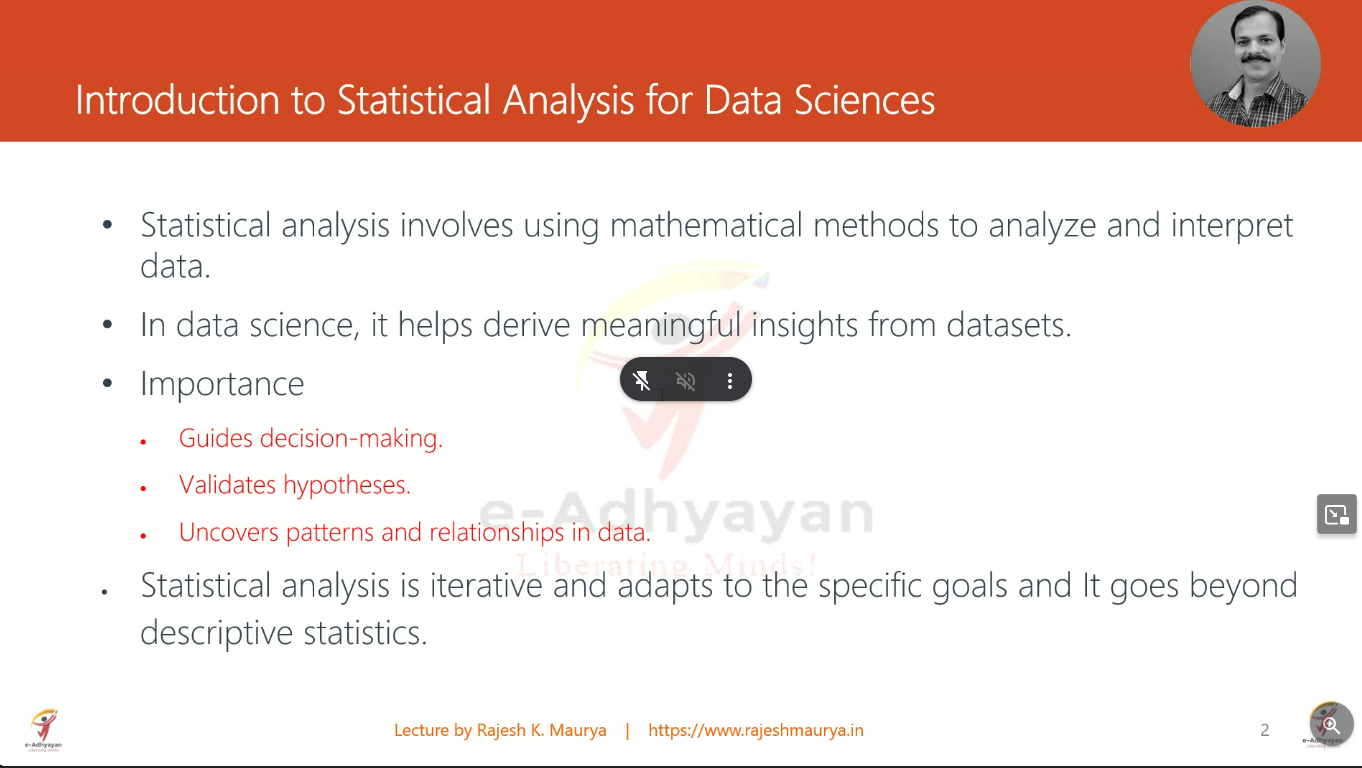 Introduction to Statistical Analysis for Data Sciences
• Statistical analysis involves using mathematical methods to analyze and interpret
data.
• In data science, it helps derive meaningful insights from datasets.
• Importance
• Guides decision-making.
• Validates hypotheses.
• Uncovers patterns and relationships in data.
e-Adhyayan
Liberating Minds!
• Statistical analysis is iterative and adapts to the specific goals and It goes beyond
descriptive statistics.
e-Adhyayan
Liberating Minds
Lecture by Rajesh K. Maurya | https://www.rajeshmaurya.in
2
e-Adhyayan